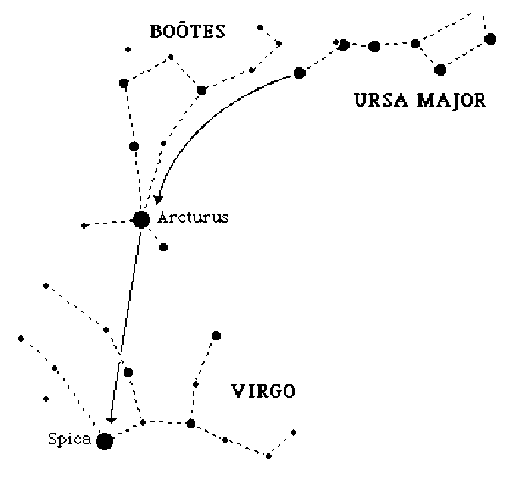 BOÖTES
URSA MAJOR
Arcturus
VIRGO
Spica